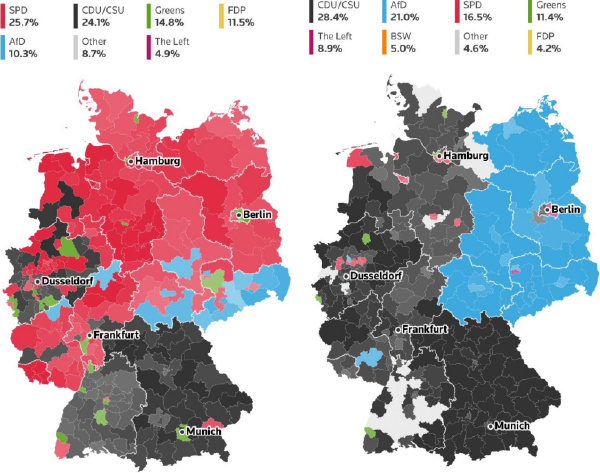 SPD CDU/CSU Greens FDP
25.7% 24.1% 14.8% 11.5%
AfD Other The Left
10.3% 8.7% 4.9%
Hamburg
Berlin
Dusseldorf
Frankfurt
Munich
CDU/CSU AfD SPD Greens
28.4% 21.0% 16.5% 11.4%
The Left BSW Other FDP
8.9% 5.0% 4.6% 4.2%
Hamburg
Berlin
Dusseldorf
Frankfurt
Munich